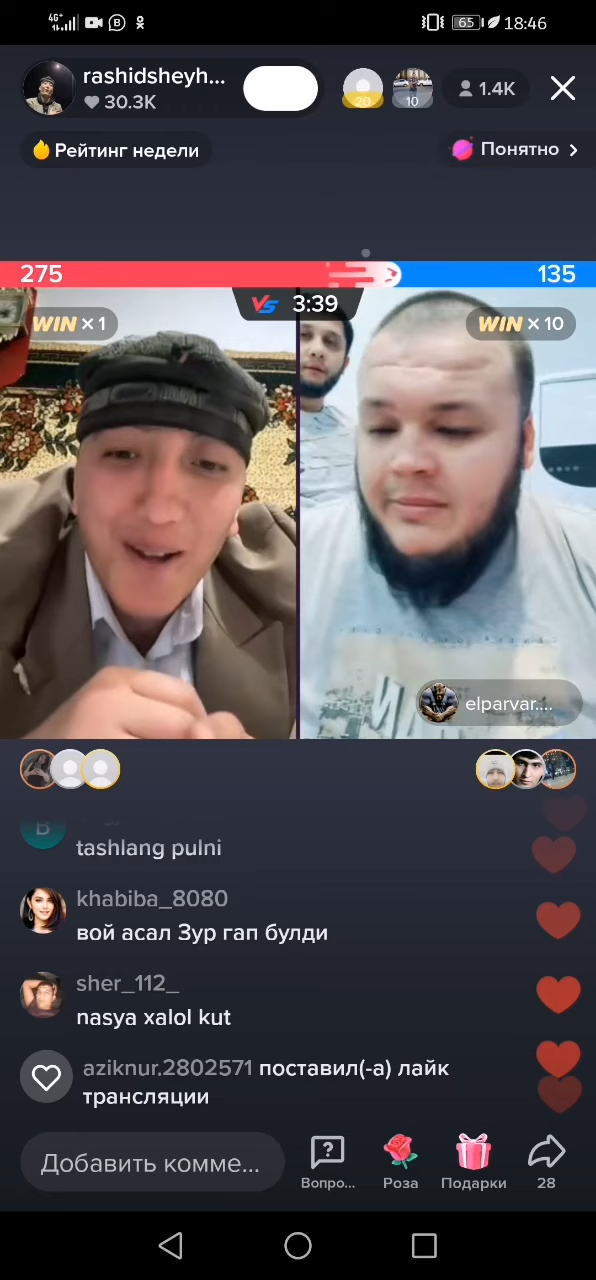 4G+
65
18:46
rashidsheyh...
30.3K
20
10
1.4K
Рейтинг недели
Понятно
275
135
VS
3:39
WIN × 1
WIN × 10
elparvar....
B
tashlang pulni
khabiba_8080
вой асал Зур гап булди
sher_112_
nasya xalol kut
aziknur.2802571 поставил(-а) лайк
трансляции
Добавить комме...
Вопро...
Роза
Подарки
28